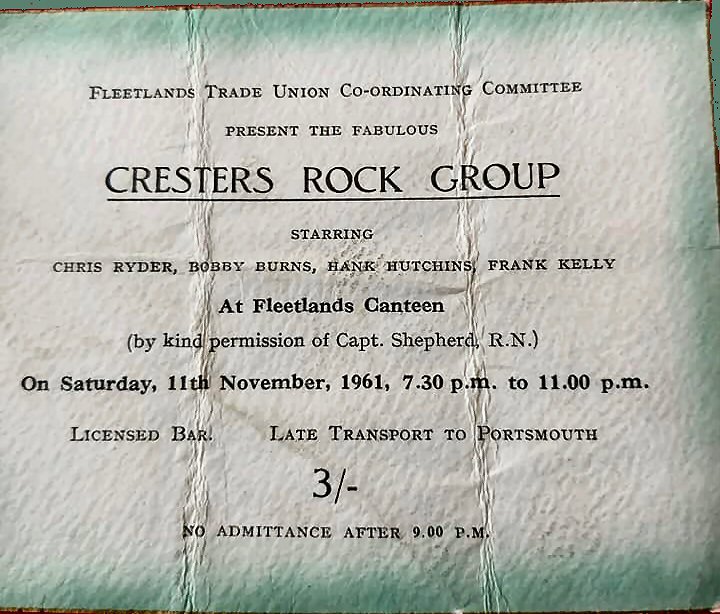 Fleetlands Trade Union Co-ordinating Committee
PRESENT THE FABULOUS
CRESTERS ROCK GROUP
STARRING
CHRIS RYDER, BOBBY BURNS, HANK HUTCHINS, FRANK KELLY
At Fleetlands Canteen
(by kind permission of Capt. Shepherd, R.N.)
On Saturday, 11th November, 1961, 7.30 p.m. to 11.00 p.m.
Licensed Bar. Late Transport to Portsmouth
3/-
NO ADMITTANCE AFTER 9.00 P.M.